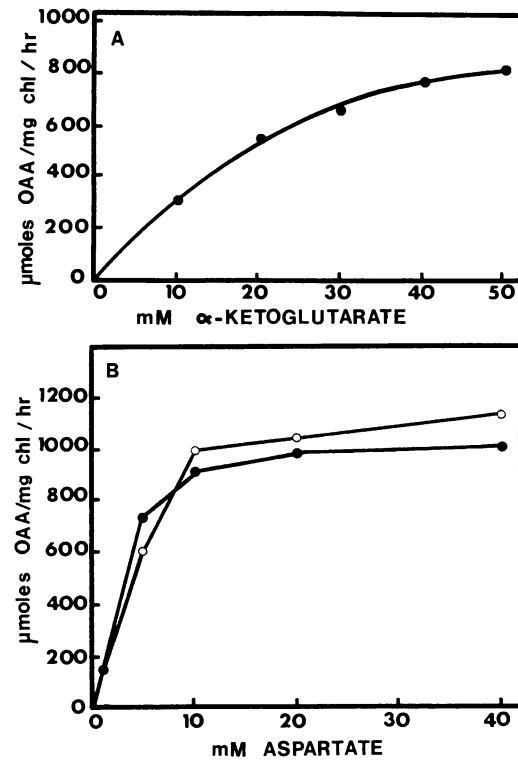 A
1000
800
600
400
200
0
µmoles OAA/mg chl / hr
0 10 20 30 40 50
mM α-KETOGLUTARATE
B
1200
1000
800
600
400
200
0
µmoles OAA/mg chl / hr
0 10 20 30 40
mM ASPARTATE